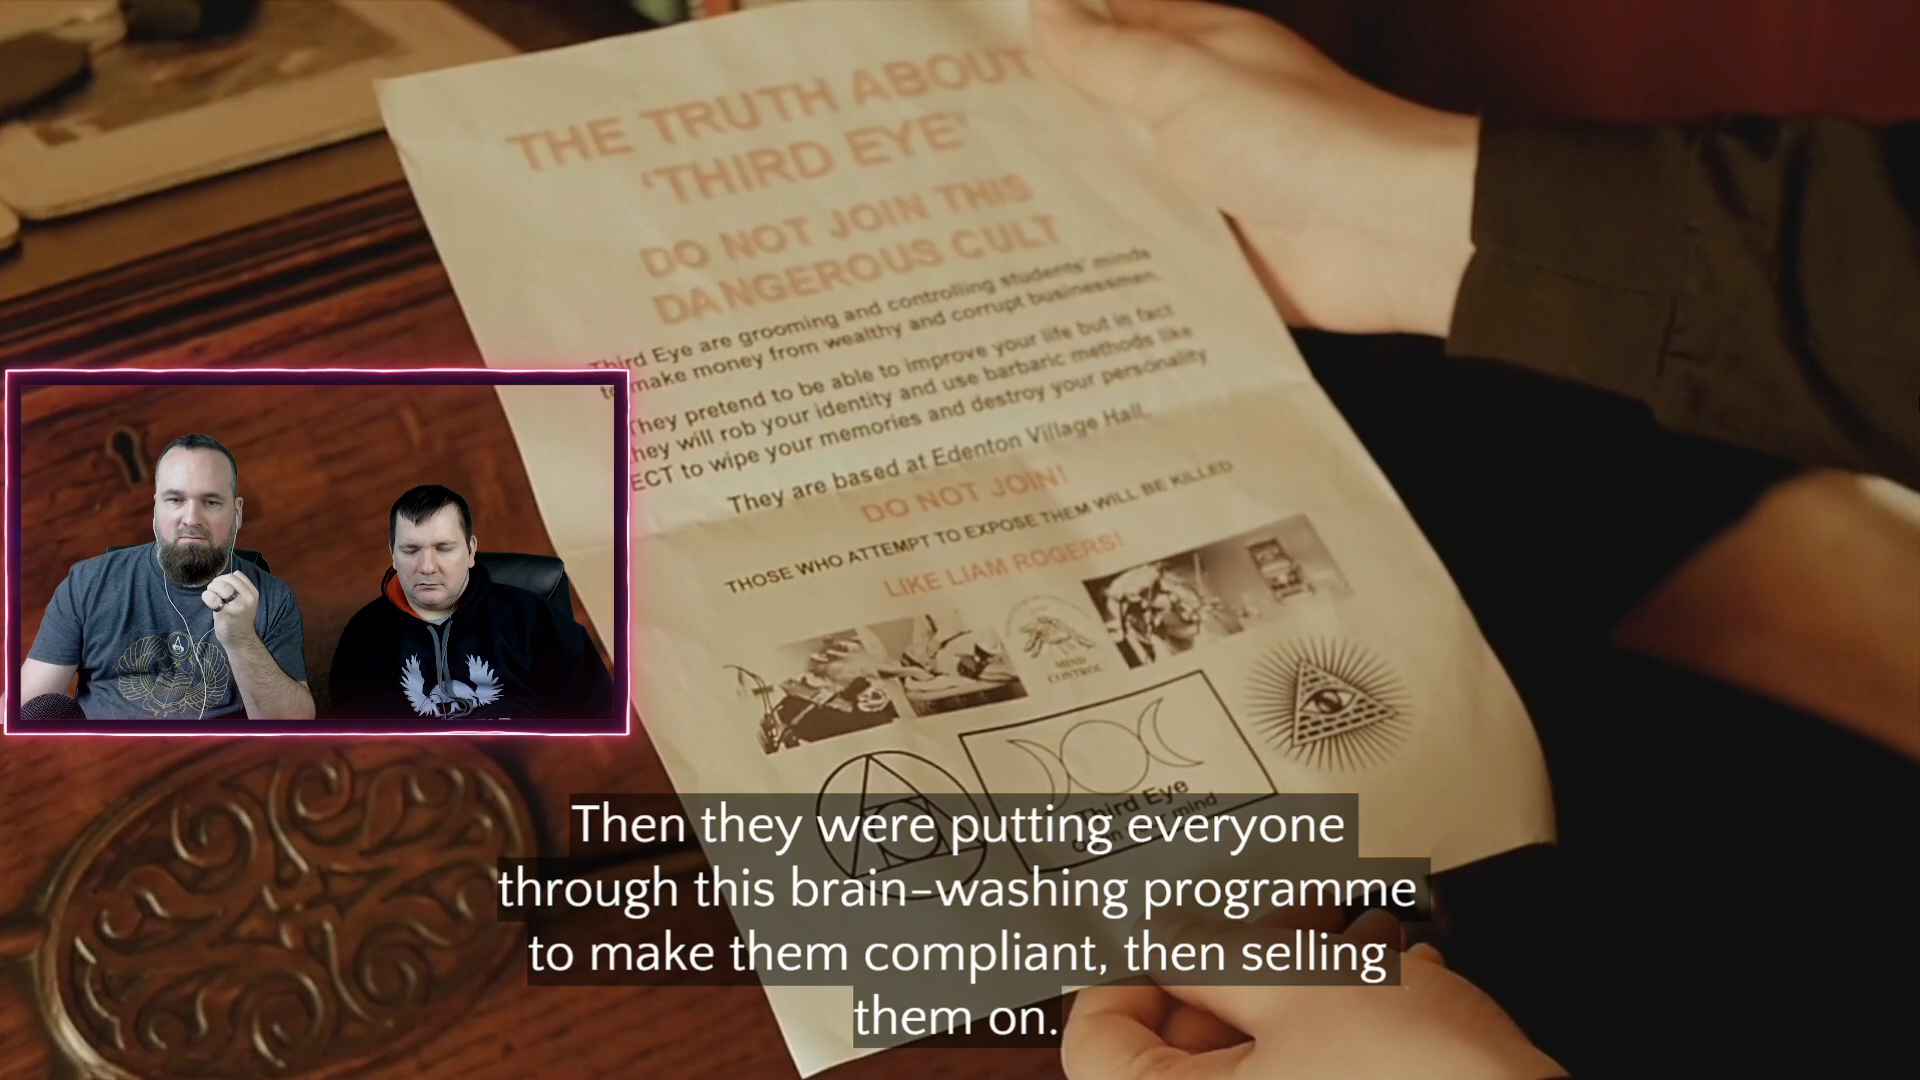 THE TRUTH ABOUT
'THIRD EYE'
DO NOT JOIN THIS
DANGEROUS CULT
Third Eye are grooming and controlling students' minds
to make money from wealthy and corrupt businessmen.
They pretend to be able to improve your life but in fact
they will rob your identity and use barbaric methods like
ECT to wipe your memories and destroy your personality
They are based at Edenton Village Hall.
DO NOT JOIN!
THOSE WHO ATTEMPT TO EXPOSE THEM WILL BE KILLED
LIKE LIAM ROGERS!
MIND
CONTROL
Third Eye
mind
Then they were putting everyone
through this brain-washing programme
to make them compliant, then selling
them on.